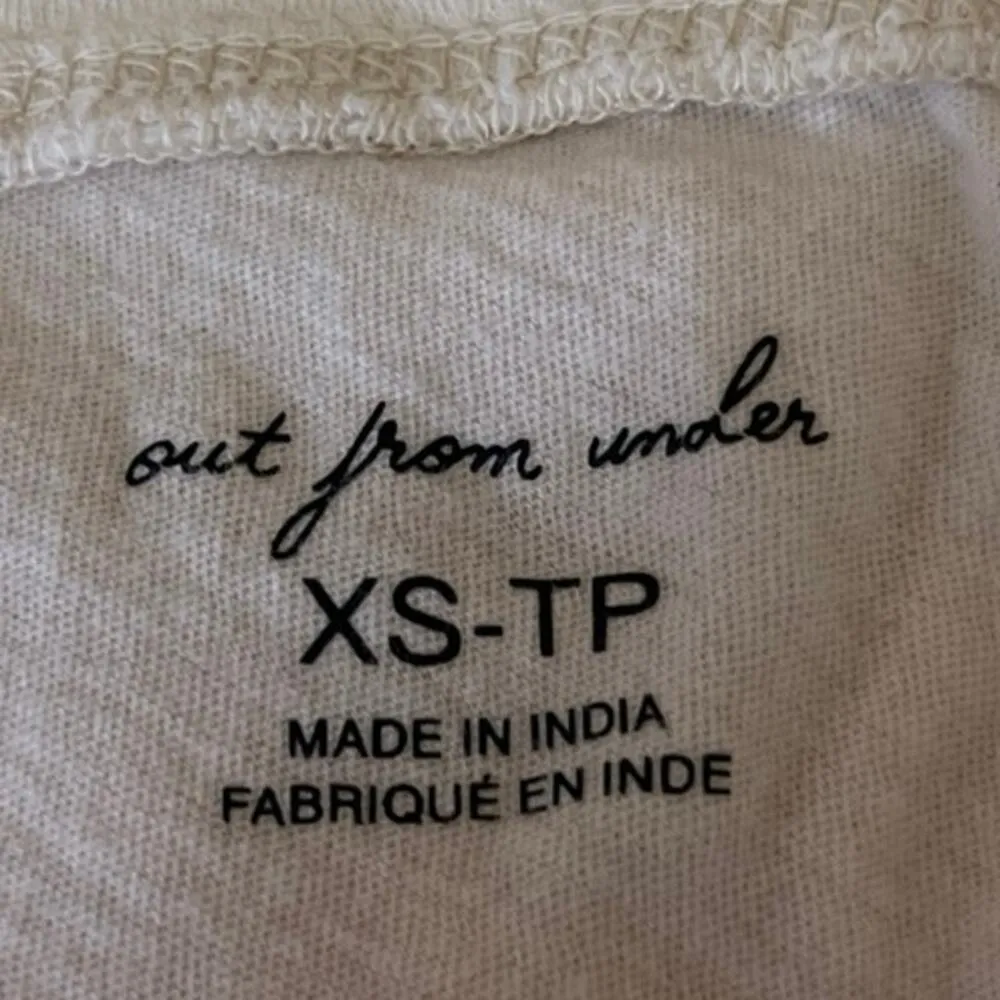 out from under
XS-TP
MADE IN INDIA
FABRIQUÉ EN INDE